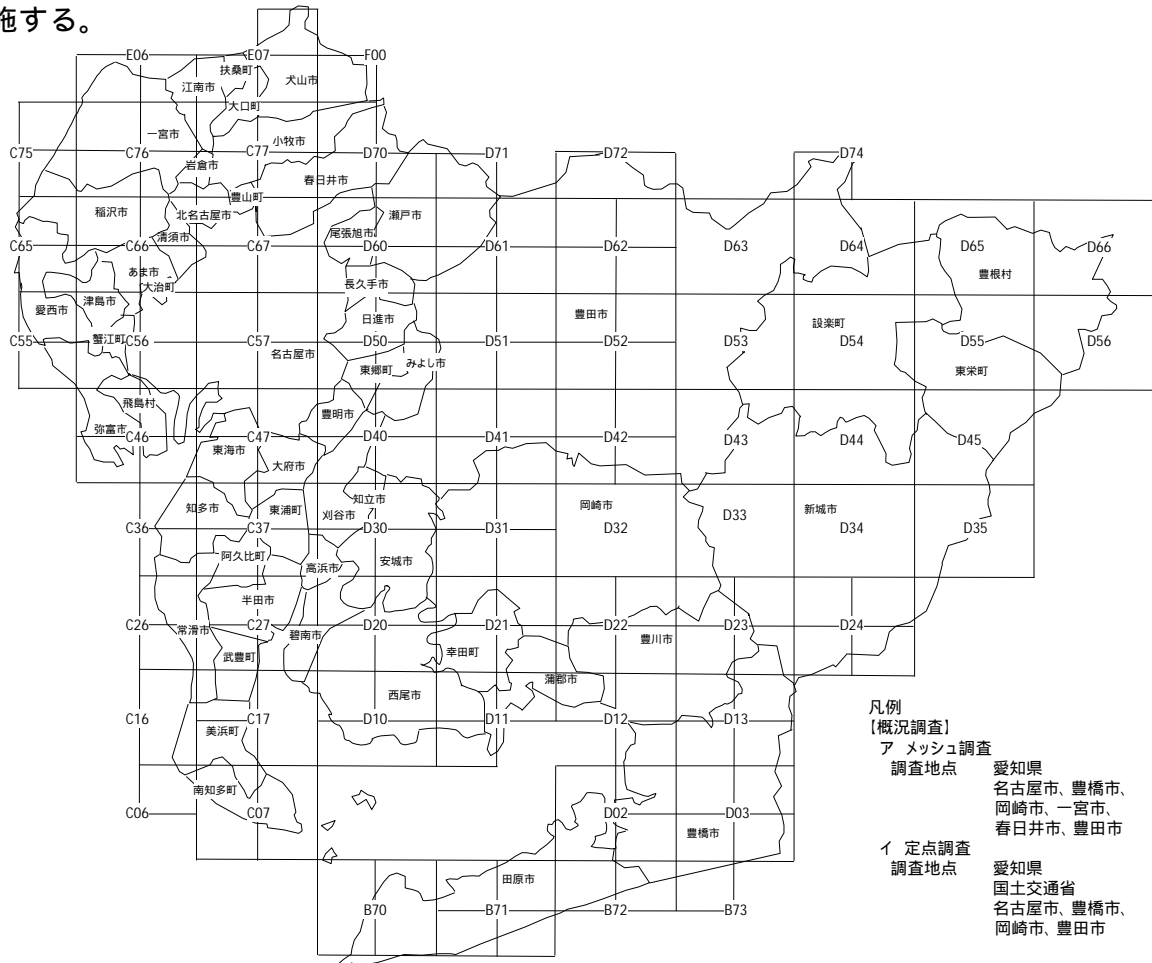 施する。
E06 E07 F00
扶桑町
犬山市
江南市
大口町
一宮市
小牧市
C75 C76 C77 D70 D71 D72 D74
岩倉市
春日井市
豊山町
稲沢市
北名古屋市
瀬戸市
清須市
尾張旭市
C65 C66 C67 D60 D61 D62 D63 D64 D65 D66
あま市
豊根村
大治町
長久手市
津島市
愛西市
日進市
豊田市
設楽町
蟹江町
C55 C56 C57 D50 D51 D52 D53 D54 D55 D56
名古屋市
みよし市
東郷町
東栄町
飛島村
豊明市
弥富市
C46 C47 D40 D41 D42 D43 D44 D45
東海市
大府市
知立市
岡崎市
知多市
東浦町
刈谷市
新城市
C36 C37 D30 D31 D32 D33 D34 D35
阿久比町
高浜市
安城市
半田市
C26 C27 D20 D21 D22 D23 D24
常滑市
碧南市
豊川市
武豊町
幸田町
蒲郡市
西尾市
C16 C17 D10 D11 D12 D13
美浜町
南知多町
C06 C07 D02 D03
豊橋市
田原市
B70 B71 B72 B73
凡例
【概況調査】
ア メッシュ調査
調査地点 愛知県
名古屋市、豊橋市、
岡崎市、一宮市、
春日井市、豊田市
イ 定点調査
調査地点 愛知県
国土交通省
名古屋市、豊橋市、
岡崎市、豊田市